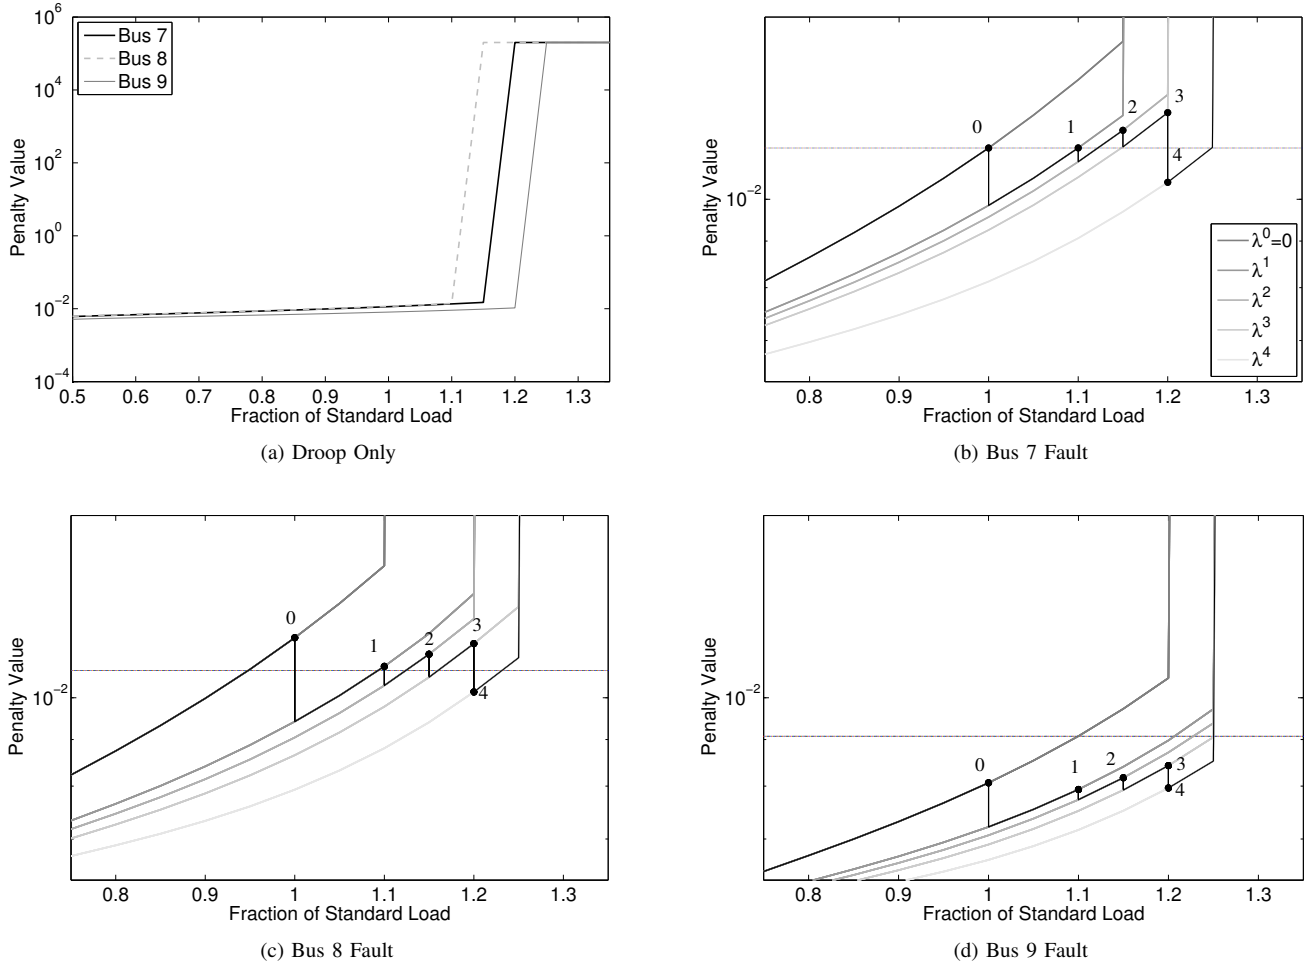 10^6
10^4
10^2
10^0
10^−2
10^−4
Penalty Value
Bus 7
Bus 8
Bus 9
0.5 0.6 0.7 0.8 0.9 1 1.1 1.2 1.3
Fraction of Standard Load
(a) Droop Only
10^−2
Penalty Value
0
1
2
3
4
λ^0=0
λ^1
λ^2
λ^3
λ^4
0.8 0.9 1 1.1 1.2 1.3
Fraction of Standard Load
(b) Bus 7 Fault
10^−2
Penalty Value
0
1
2
3
4
0.8 0.9 1 1.1 1.2 1.3
Fraction of Standard Load
(c) Bus 8 Fault
10^−2
Penalty Value
0
1
2
3
4
0.8 0.9 1 1.1 1.2 1.3
Fraction of Standard Load
(d) Bus 9 Fault